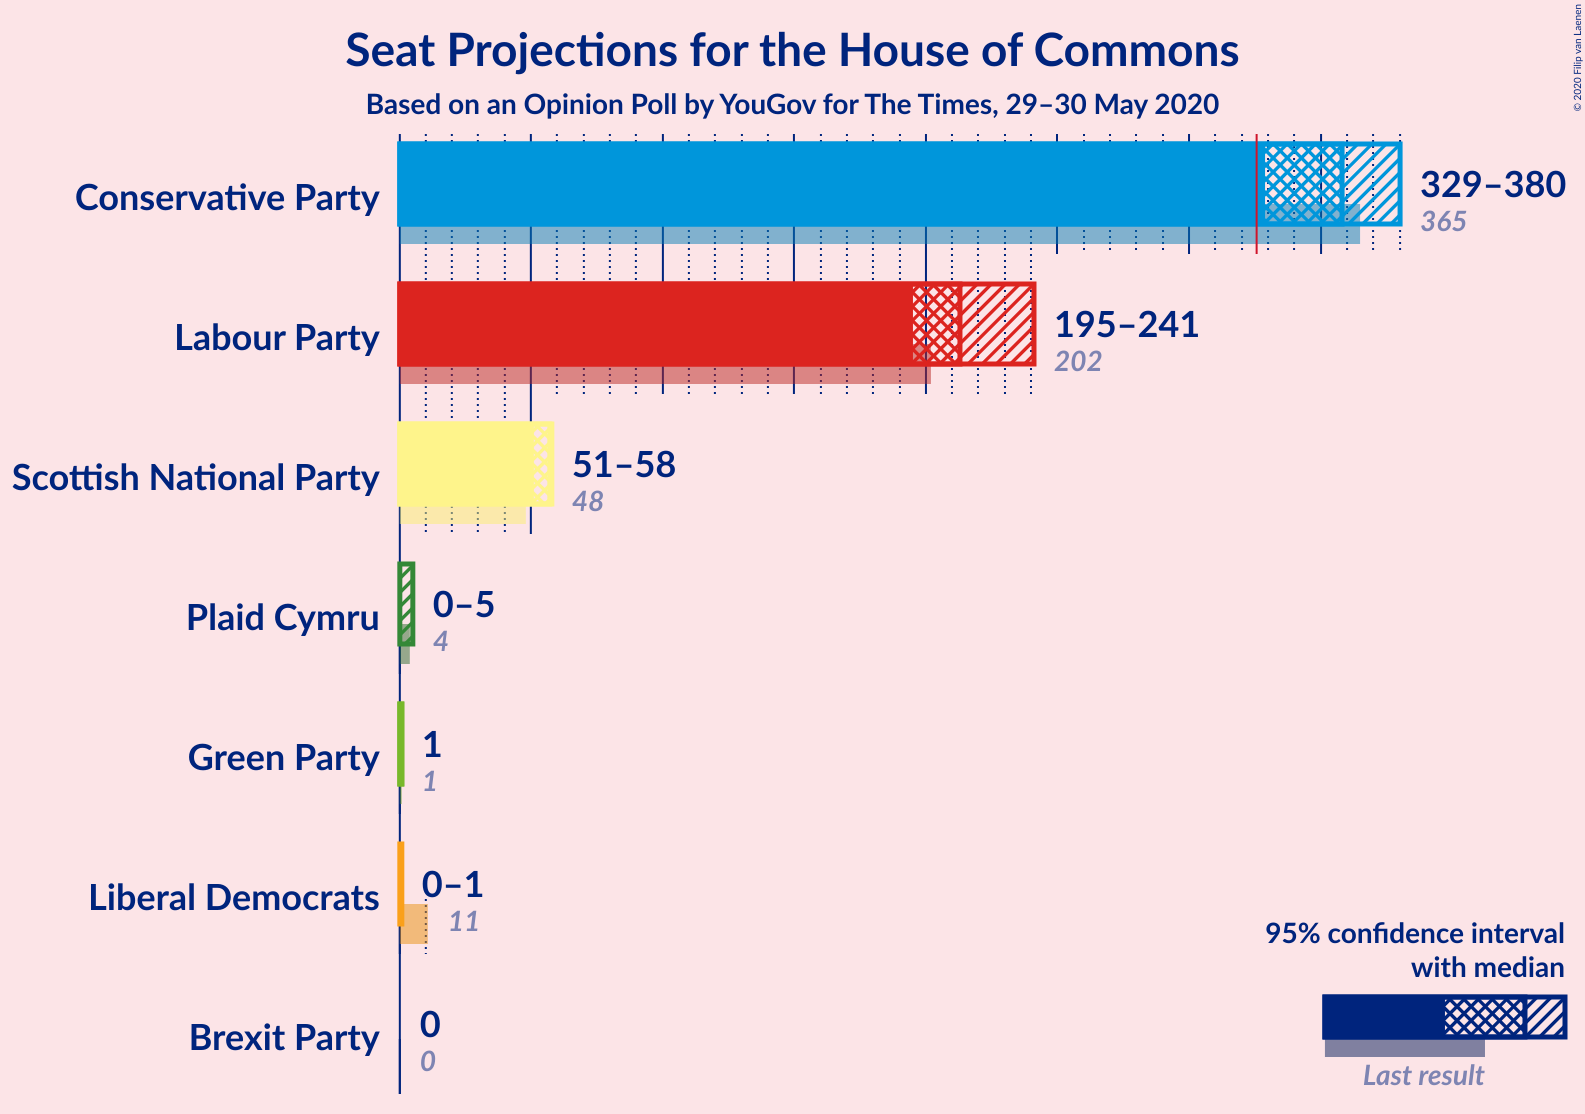 Seat Projections for the House of Commons
Based on an Opinion Poll by YouGov for The Times, 29–30 May 2020
© 2020 Filip van Laenen
Conservative Party
329–380
365
Labour Party
195–241
202
Scottish National Party
51–58
48
Plaid Cymru
0–5
4
Green Party
1
1
Liberal Democrats
0–1
11
Brexit Party
0
0
95% confidence interval
with median
Last result